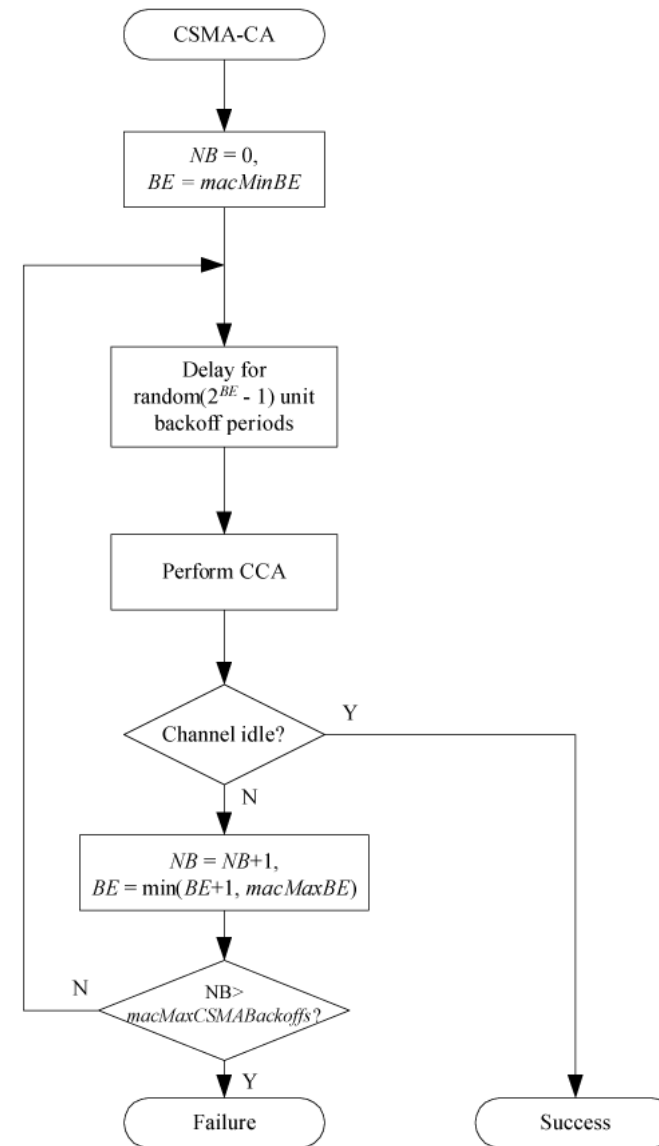 CSMA-CA
NB = 0,
BE = macMinBE
Delay for
random(2^BE - 1) unit
backoff periods
Perform CCA
Channel idle?
Y
N
NB = NB+1,
BE = min(BE+1, macMaxBE)
N
NB>
macMaxCSMABackoffs?
Y
Failure
Success